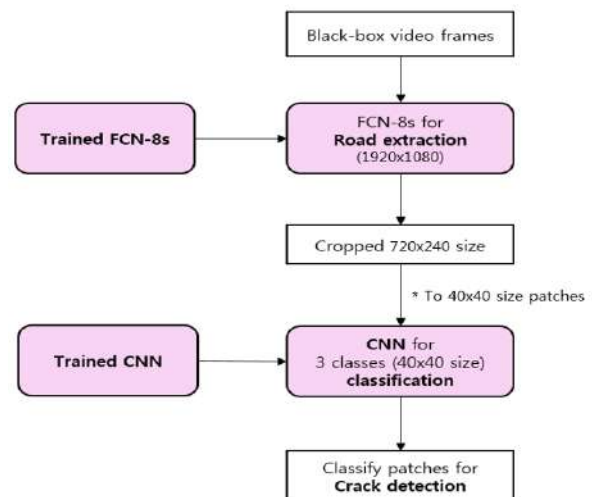 Black-box video frames
Trained FCN-8s
FCN-8s for
Road extraction
(1920x1080)
Cropped 720x240 size
* To 40x40 size patches
Trained CNN
CNN for
3 classes (40x40 size)
classification
Classify patches for
Crack detection